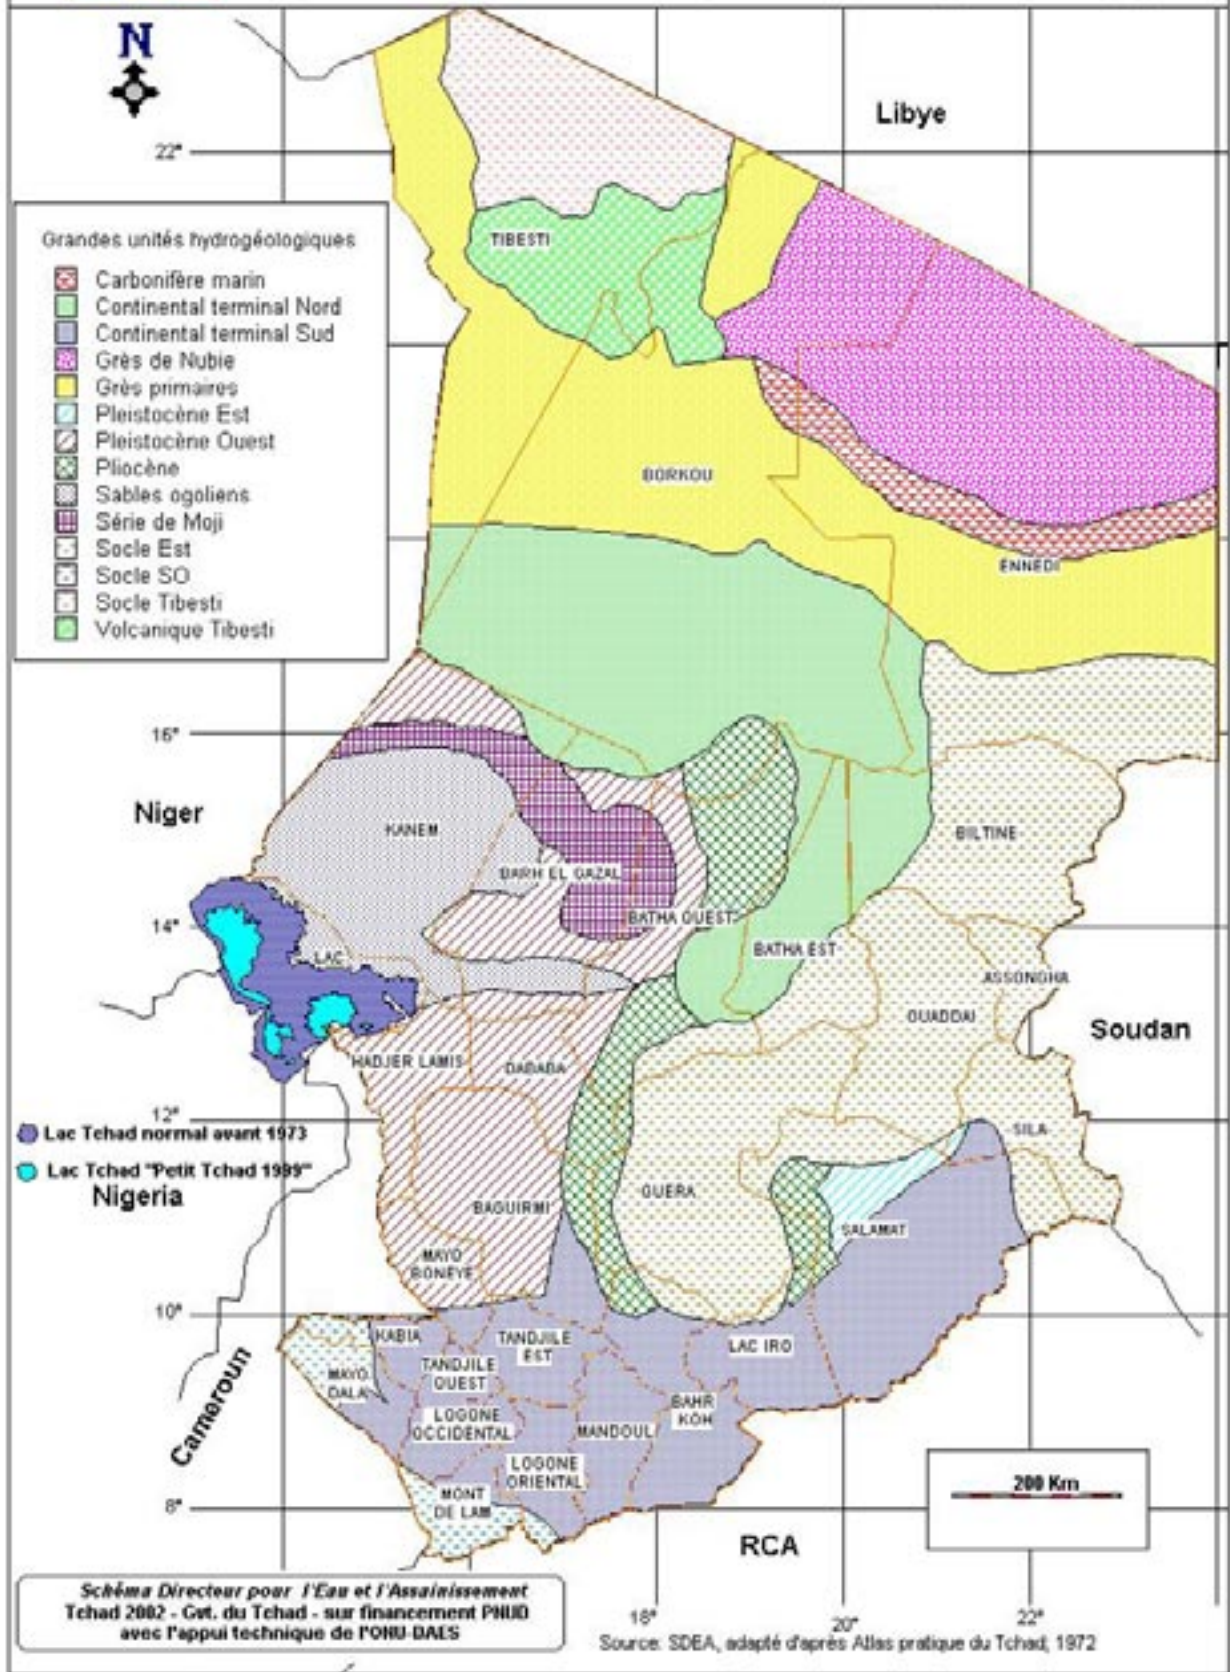 N
Libye
22°
Grandes unités hydrogéologiques
Carbonifère marin
Continental terminal Nord
Continental terminal Sud
Grès de Nubie
Grès primaires
Pleistocène Est
Pleistocène Ouest
Pliocène
Sables ogoliens
Série de Moji
Socle Est
Socle SO
Socle Tibesti
Volcanique Tibesti
TIBESTI
BORKOU
ENNEDI
16°
Niger
KANEM
BILTINE
BARH EL GAZAL
BATHA OUEST
14°
BATHA EST
LAC
ASSONGHA
OUADDAI
Soudan
HADJER LAMIS
DABABA
12°
Lac Tchad normal avant 1973
SILA
Lac Tchad "Petit Tchad 1999"
Nigeria
GUERA
BAGUIRMI
SALAMAT
MAYO
BONEYE
10°
KABIA
TANDJILE
EST
LAC IRO
Cameroun
MAYO
DALA
TANDJILE
OUEST
BAHR
KOH
LOGONE
OCCIDENTAL
MANDOUL
LOGONE
ORIENTAL
MONT
DE LAM
200 Km
8°
RCA
Schéma Directeur pour l'Eau et l'Assainissement
Tchad 2002 - Gvt. du Tchad - sur financement PNUD
avec l'appui technique de l'ONU-DAES
18°
20°
22°
Source: SDEA, adapté d'après Atlas pratique du Tchad, 1972